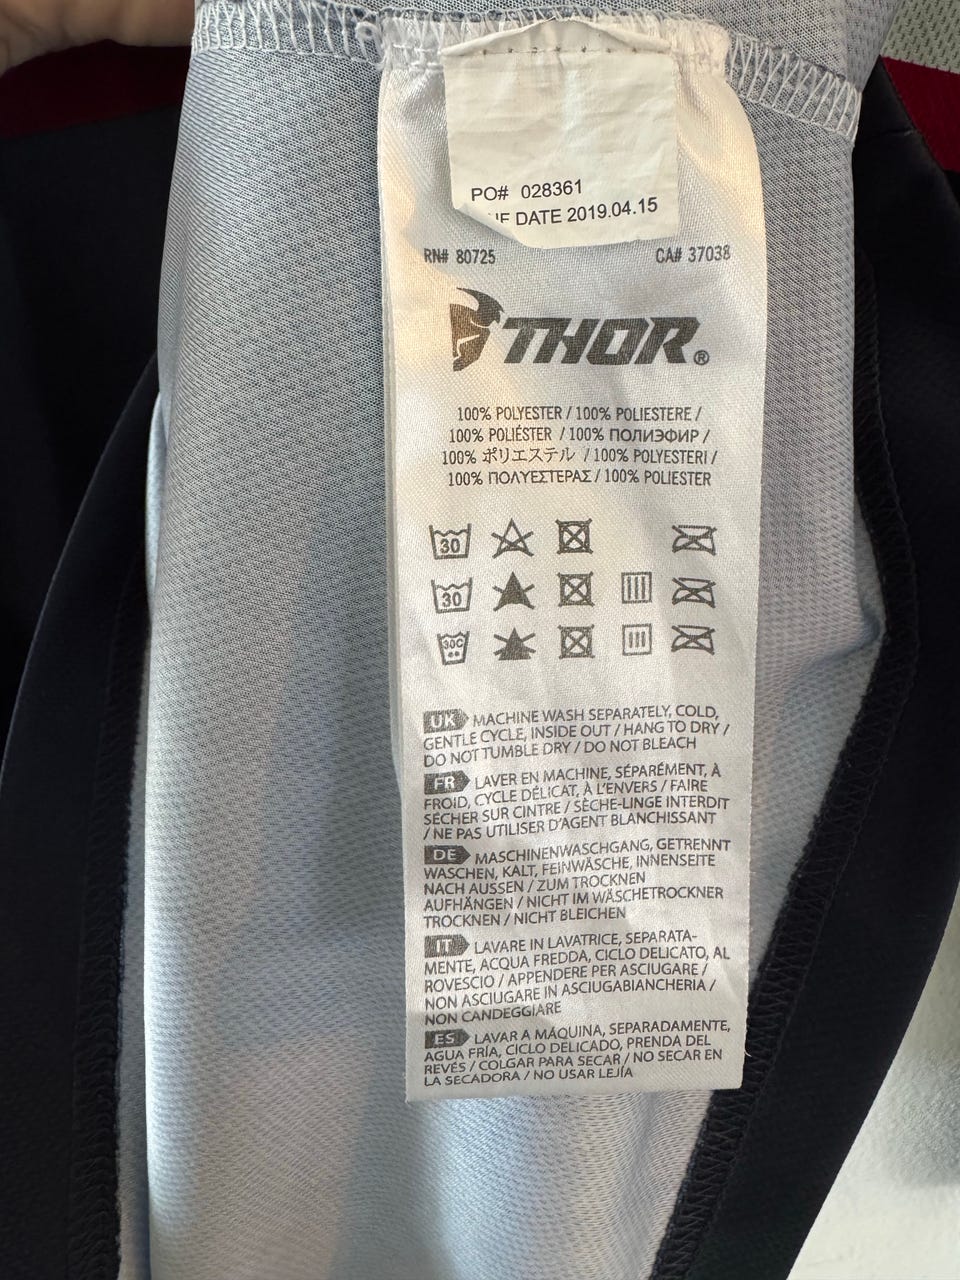 PO# 028361
DATE 2019.04.15
RN# 80725 CA# 37038
THOR®
100% POLYESTER / 100% POLIESTERE /
100% POLIÉSTER / 100% ПОЛИЭФИР /
100% ポリエステル / 100% POLYESTERI /
100% ΠΟΛΥΕΣΤΕΡΑΣ / 100% POLIESTER
30
30
30C
UK MACHINE WASH SEPARATELY, COLD,
GENTLE CYCLE, INSIDE OUT / HANG TO DRY /
DO NOT TUMBLE DRY / DO NOT BLEACH
FR LAVER EN MACHINE, SÉPARÉMENT, À
FROID, CYCLE DÉLICAT, À L'ENVERS / FAIRE
SÉCHER SUR CINTRE / SÈCHE-LINGE INTERDIT
/ NE PAS UTILISER D'AGENT BLANCHISSANT
DE MASCHINENWASCHGANG, GETRENNT
WASCHEN, KALT, FEINWÄSCHE, INNENSEITE
NACH AUSSEN / ZUM TROCKNEN
AUFHÄNGEN / NICHT IM WÄSCHETROCKNER
TROCKNEN / NICHT BLEICHEN
IT LAVARE IN LAVATRICE, SEPARATA-
MENTE, ACQUA FREDDA, CICLO DELICATO, AL
ROVESCIO / APPENDERE PER ASCIUGARE /
NON ASCIUGARE IN ASCIUGABIANCHERIA /
NON CANDEGGIARE
ES LAVAR A MÁQUINA, SEPARADAMENTE,
AGUA FRÍA, CICLO DELICADO, PRENDA DEL
REVÉS / COLGAR PARA SECAR / NO SECAR EN
LA SECADORA / NO USAR LEJÍA